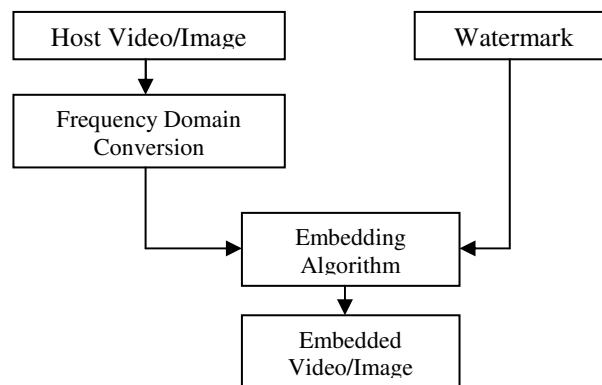 Host Video/Image
Watermark
Frequency Domain
Conversion
Embedding
Algorithm
Embedded
Video/Image